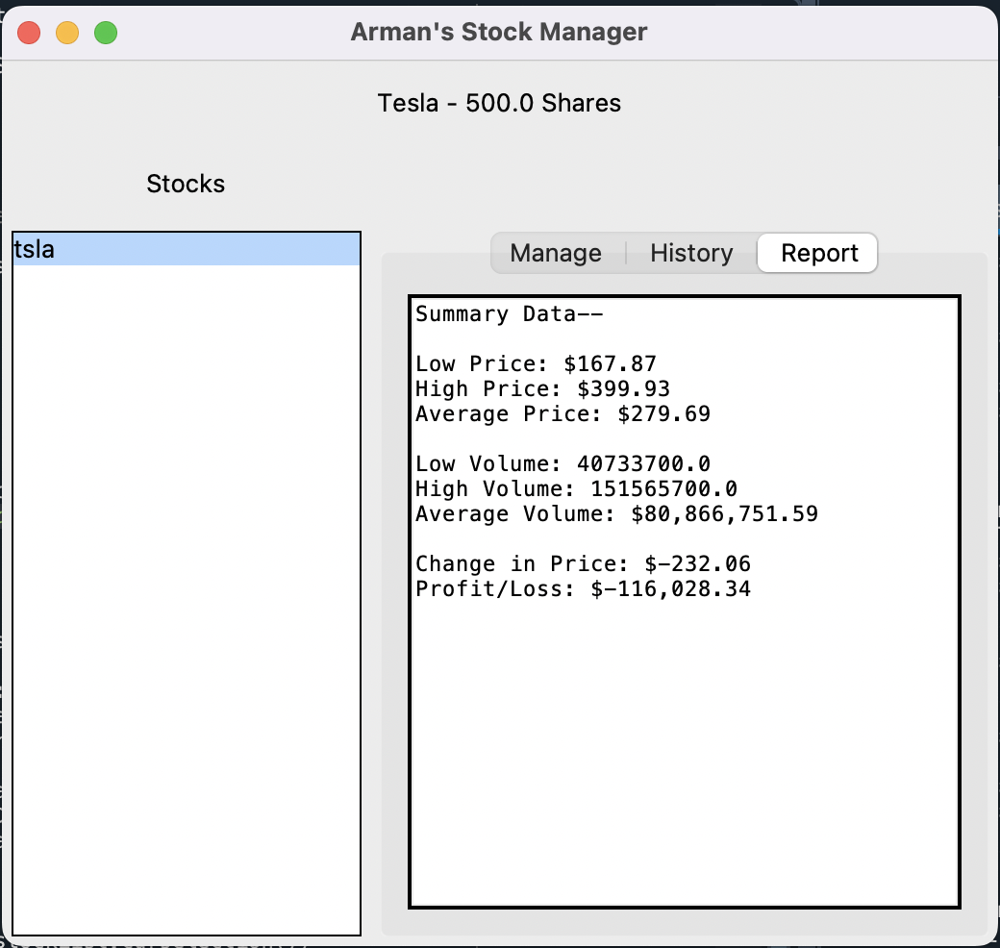 Arman's Stock Manager
Tesla - 500.0 Shares
Stocks
tsla
Manage
History
Report
Summary Data--
Low Price: $167.87
High Price: $399.93
Average Price: $279.69
Low Volume: 40733700.0
High Volume: 151565700.0
Average Volume: $80,866,751.59
Change in Price: $-232.06
Profit/Loss: $-116,028.34